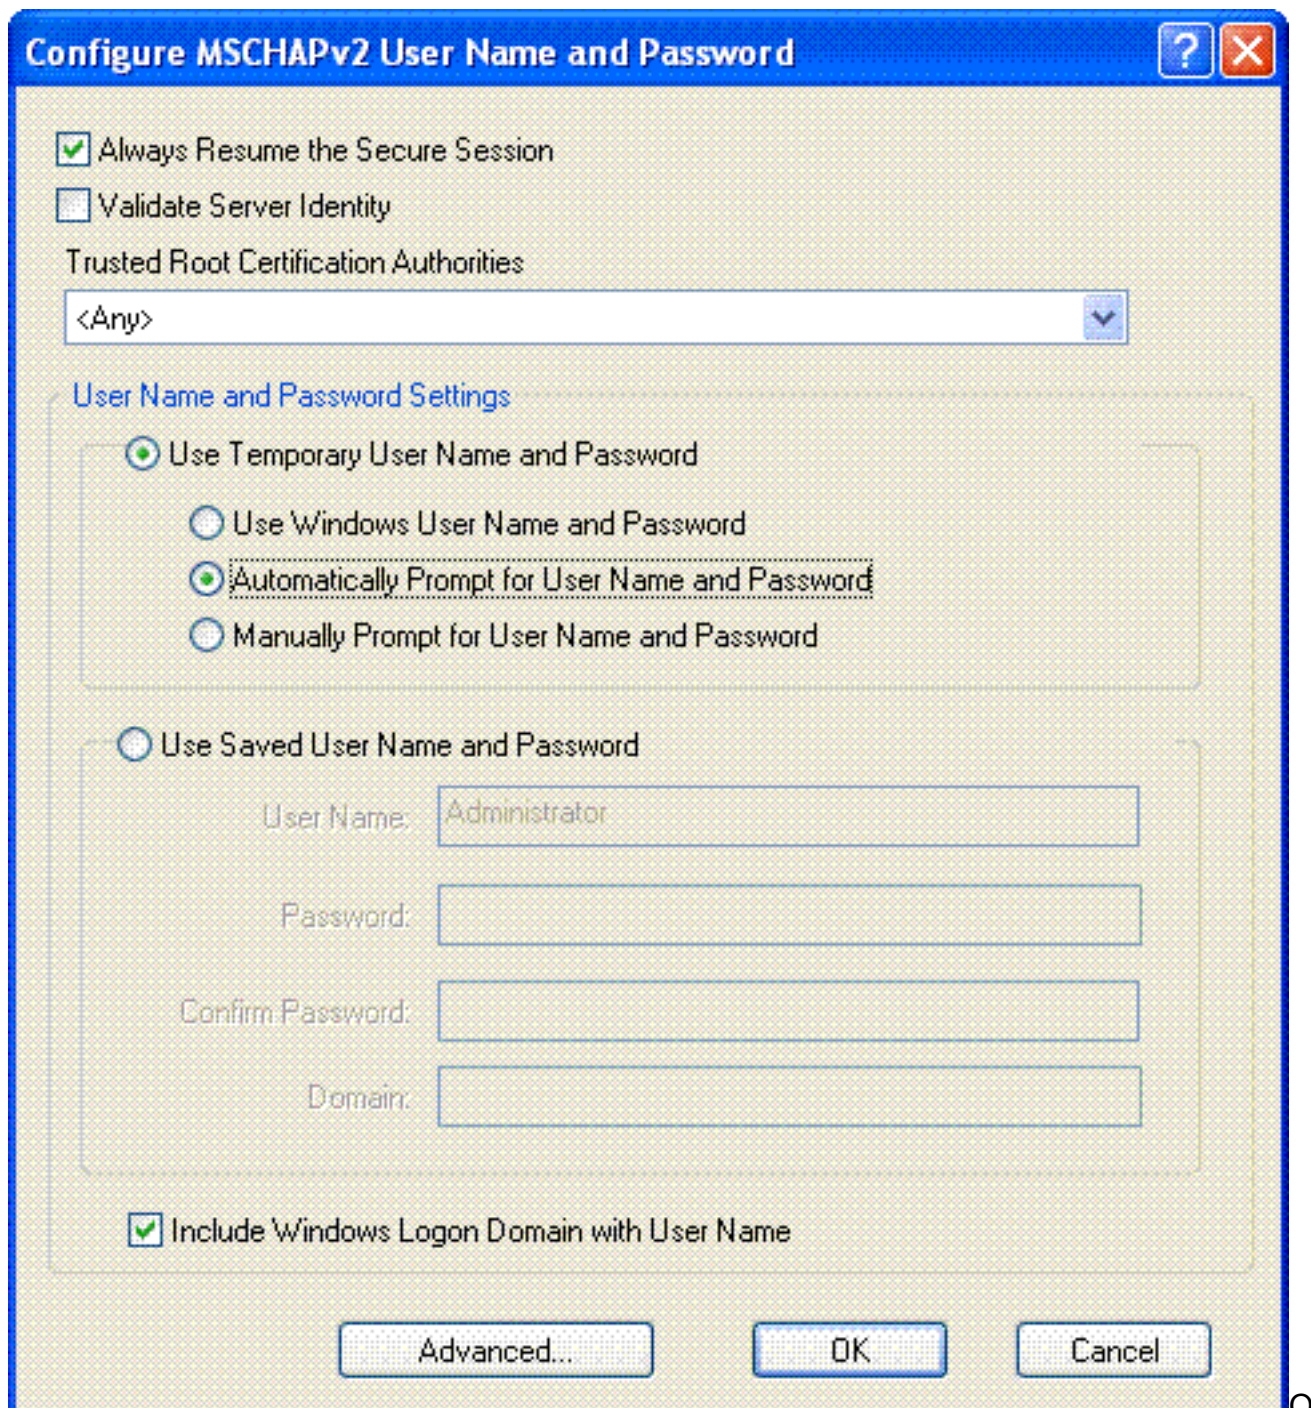 Configure MSCHAPv2 User Name and Password
Always Resume the Secure Session
Validate Server Identity
Trusted Root Certification Authorities
<Any>
User Name and Password Settings
Use Temporary User Name and Password
Use Windows User Name and Password
Automatically Prompt for User Name and Password
Manually Prompt for User Name and Password
Use Saved User Name and Password
User Name: Administrator
Password:
Confirm Password:
Domain:
Include Windows Logon Domain with User Name
Advanced... OK Cancel